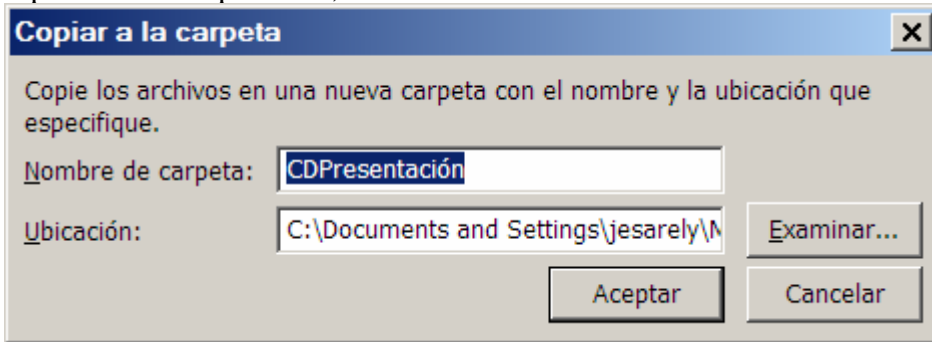 Copiar a la carpeta
Copie los archivos en una nueva carpeta con el nombre y la ubicación que
especifique.
Nombre de carpeta: CDPresentación
Ubicación: C:\Documents and Settings\jesarely\M Examinar...
Aceptar Cancelar